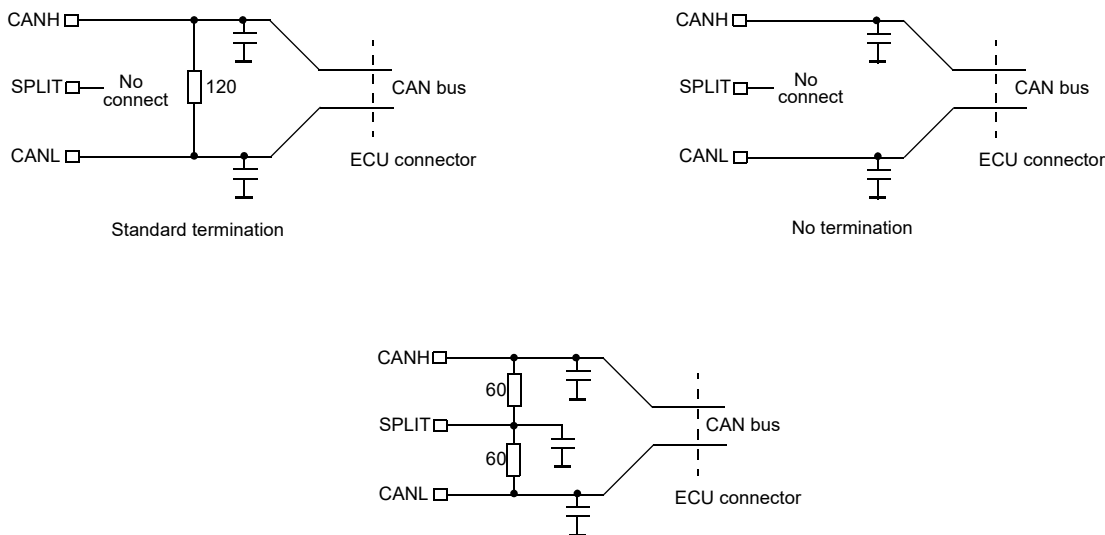 CANH
SPLIT
No
connect
120
CANL
CAN bus
ECU connector
Standard termination
CANH
SPLIT
No
connect
CANL
CAN bus
ECU connector
No termination
CANH
60
SPLIT
60
CANL
CAN bus
ECU connector